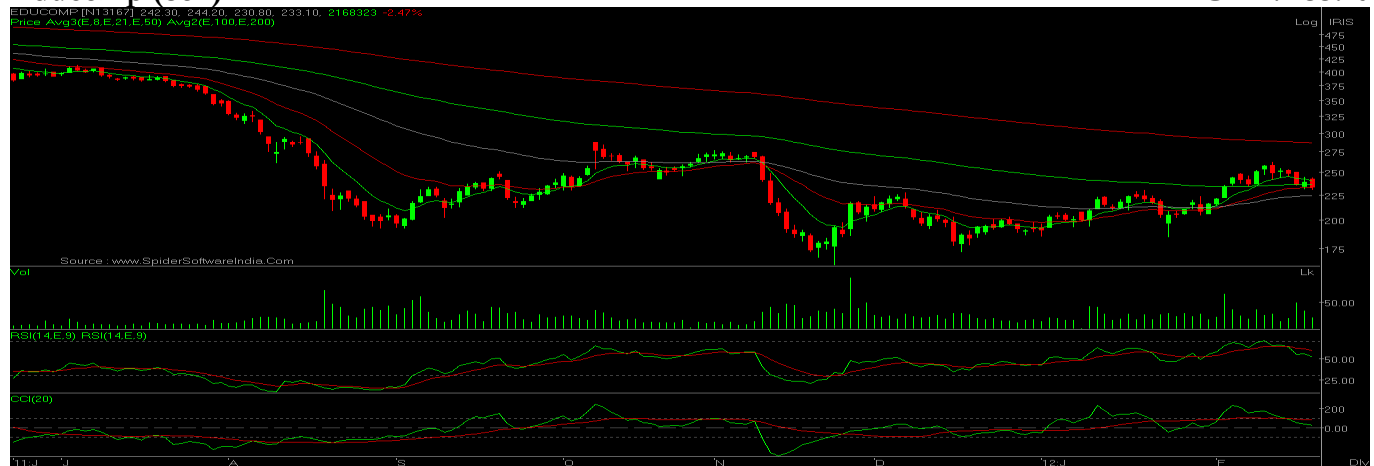 EDUCOMP [N13167] 242.30, 244.20, 230.80, 233.10, 2168323 -2.47%
Price Avg3(E,8,E,21,E,50) Avg2(E,100,E,200)
Log IRIS
475
450
425
400
375
350
325
300
275
250
225
200
175
Source : www.SpiderSoftwareIndia.Com
Vol Lk
50.00
RSI(14,E,9) RSI(14,E,9)
50.00
25.00
CCI(20)
200
0.00
'11:J 'J 'A 'S 'O 'N 'D '12:J 'F Dly